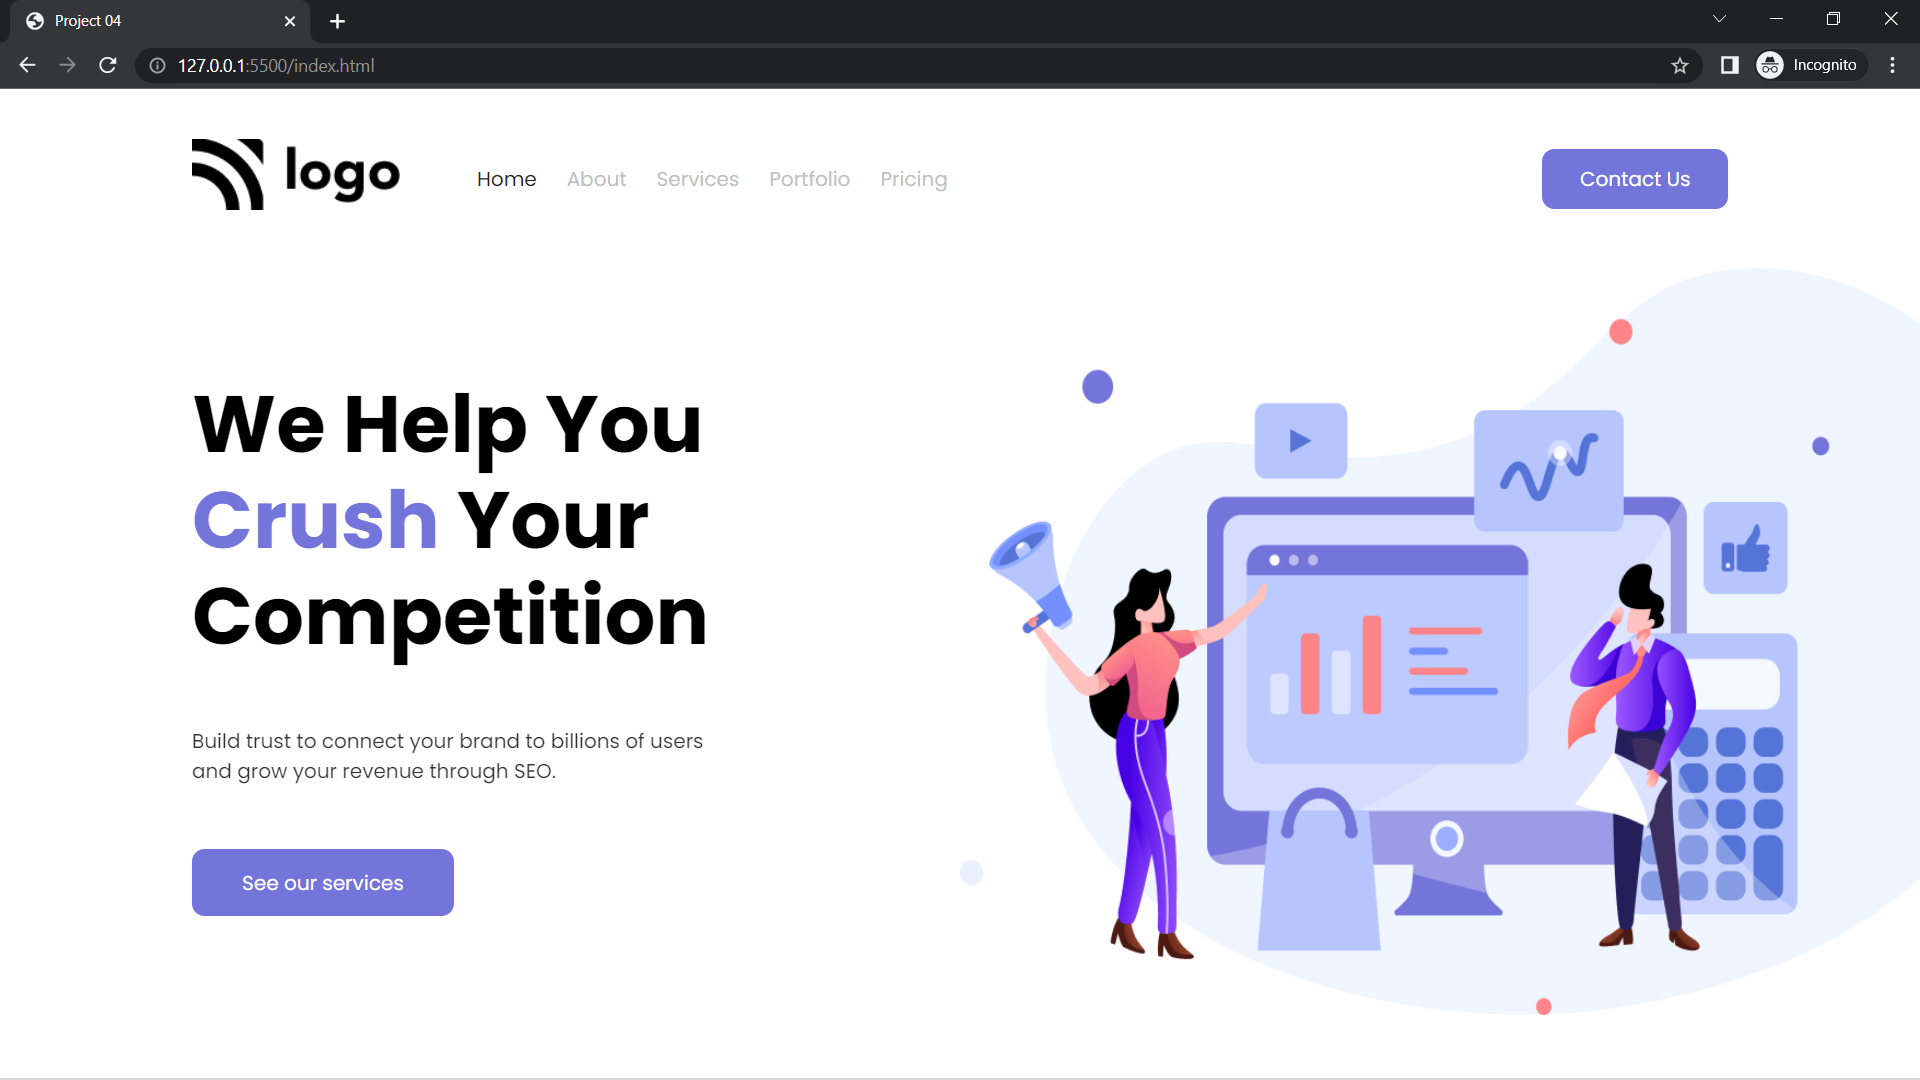 Project 04
127.0.0.1:5500/index.html
Incognito
logo
Home About Services Portfolio Pricing
Contact Us
We Help You
Crush Your
Competition
Build trust to connect your brand to billions of users
and grow your revenue through SEO.
See our services